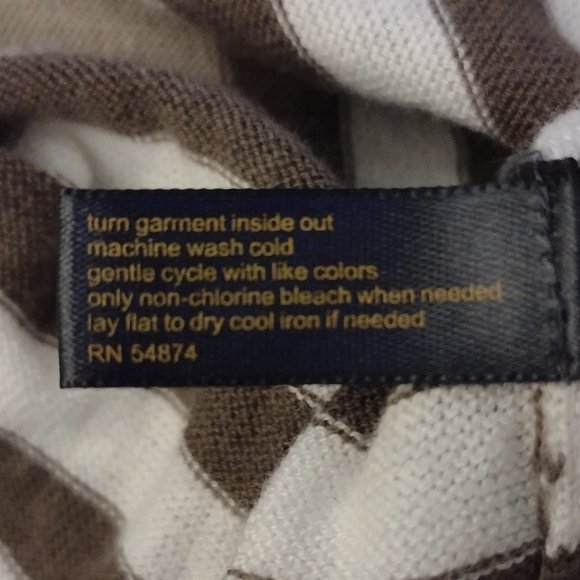 turn garment inside out
machine wash cold
gentle cycle with like colors
only non-chlorine bleach when needed
lay flat to dry cool iron if needed
RN 54874